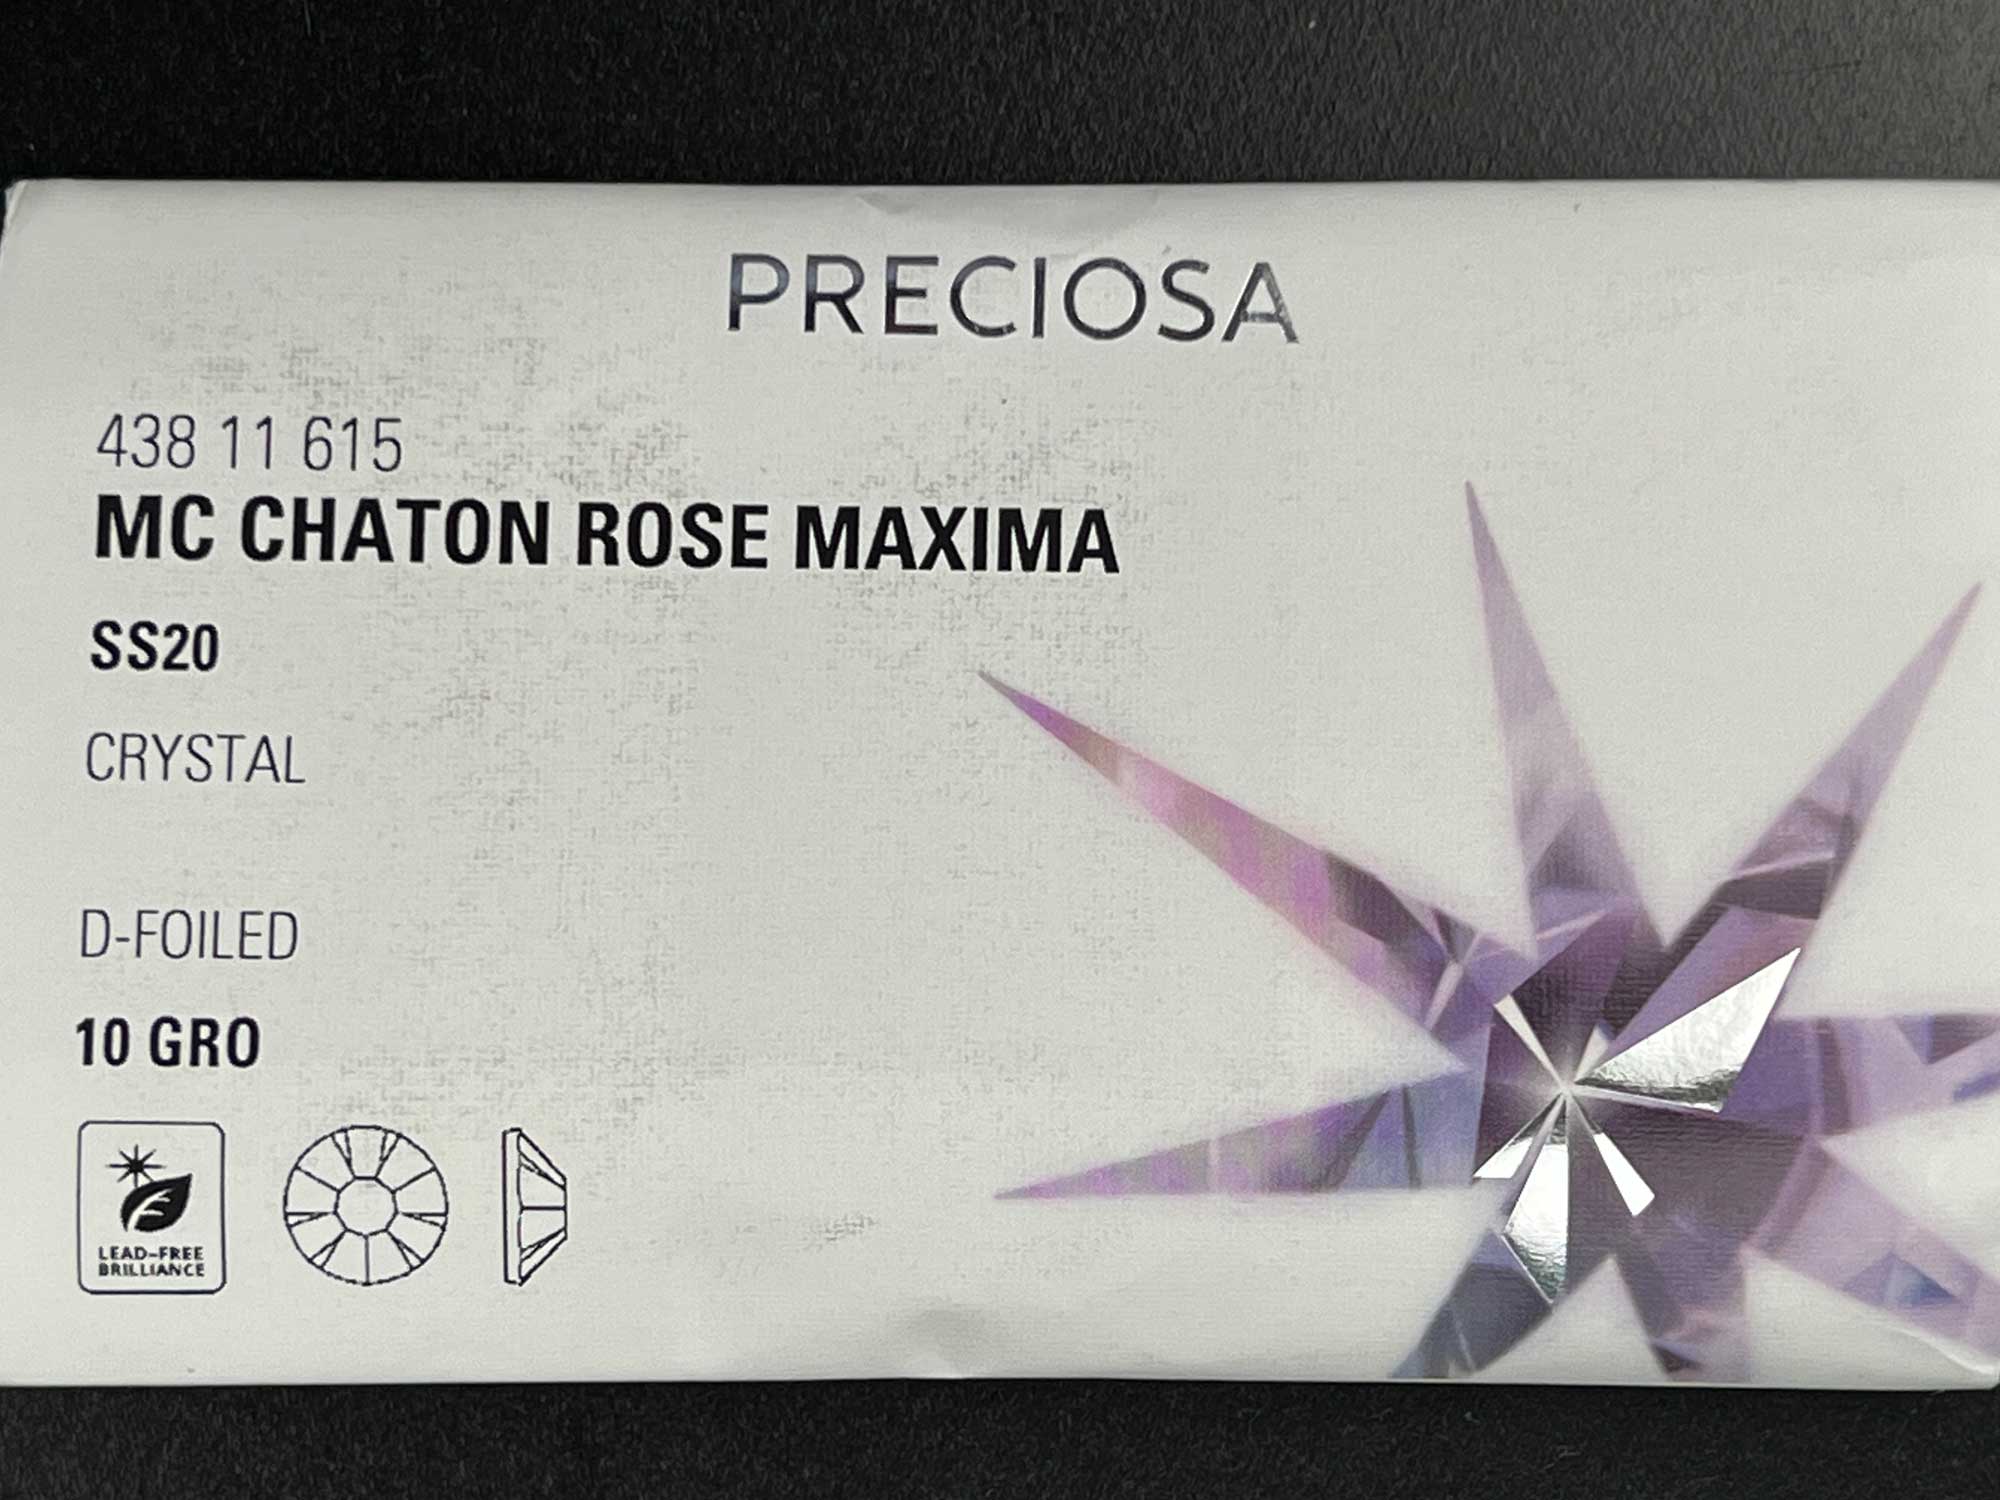 PRECIOSA
438 11 615
MC CHATON ROSE MAXIMA
SS20
CRYSTAL
D-FOILED
10 GRO
LEAD-FREE
BRILLIANCE